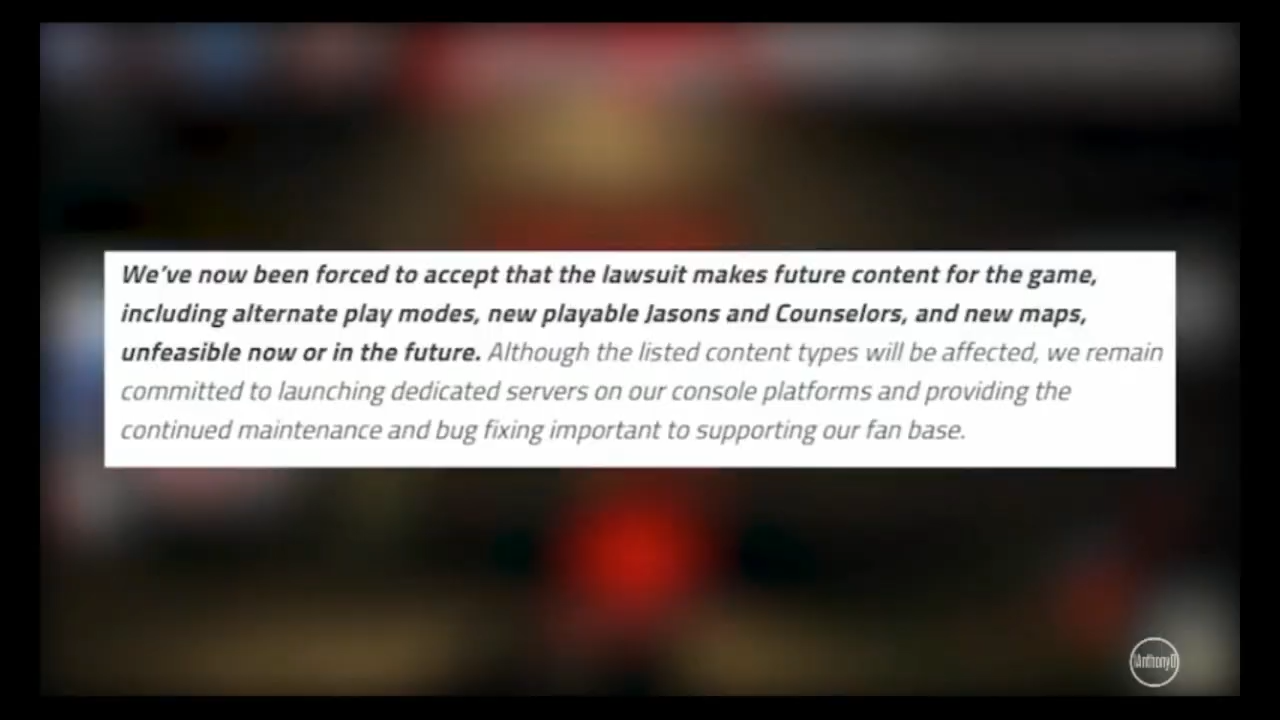 We've now been forced to accept that the lawsuit makes future content for the game,
including alternate play modes, new playable Jasons and Counselors, and new maps,
unfeasible now or in the future. Although the listed content types will be affected, we remain
committed to launching dedicated servers on our console platforms and providing the
continued maintenance and bug fixing important to supporting our fan base.